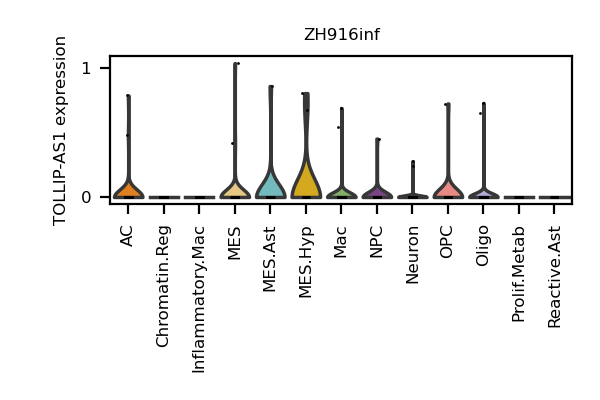 ZH916inf
TOLLIP-AS1 expression
1
0
AC
Chromatin.Reg
Inflammatory.Mac
MES
MES.Ast
MES.Hyp
Mac
NPC
Neuron
OPC
Oligo
Prolif.Metab
Reactive.Ast